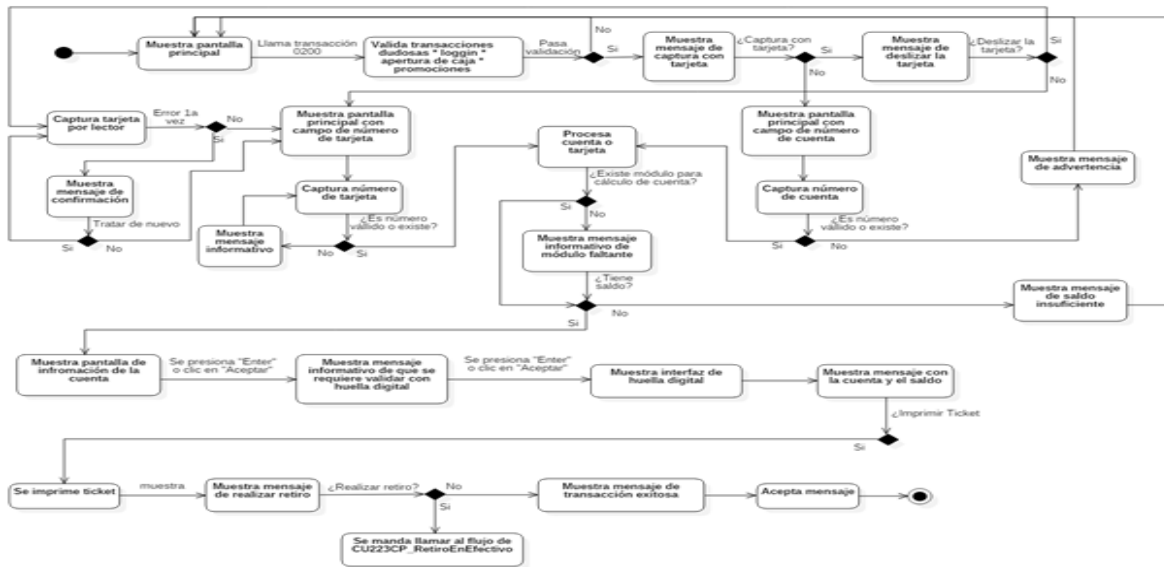 No
Si
Muestra pantalla
principal
Llama transacción
0200
Valida transacciones
dudosas * loggin *
apertura de caja *
promociones
Pasa
validación
Si
Muestra
mensaje de
captura con
tarjeta
¿Captura con
tarjeta?
Si
No
Muestra
mensaje de
deslizar la
tarjeta
¿Deslizar la
tarjeta?
No
Captura tarjeta
por lector
Error 1a
vez
No
Si
Muestra pantalla
principal con
campo de número
de tarjeta
Procesa
cuenta o
tarjeta
Muestra pantalla
principal con
campo de número
de cuenta
Muestra mensaje
de advertencia
Muestra
mensaje de
confirmación
Tratar de nuevo
Si
No
Captura número
de tarjeta
¿Es número
vállido o existe?
Muestra
mensaje
informativo
No
Si
¿Existe módulo para
cálculo de cuenta?
Si
No
Captura número
de cuenta
¿Es número
vállido o existe?
Si
No
Muestra mensaje
informativo de
módulo faltante
¿Tiene
saldo?
Si
No
Muestra mensaje
de saldo
insuficiente
Muestra pantalla de
infromación de la
cuenta
Se presiona "Enter"
o clic en "Aceptar"
Muestra mensaje
informativo de que se
requiere validar con
huella digital
Se presiona "Enter"
o clic en "Aceptar"
Muestra interfaz de
huella digital
Muestra mensaje con
la cuenta y el saldo
¿Imprimir Ticket
Si
Se imprime ticket
muestra
Muestra mensaje
de realizar retiro
¿Realizar retiro?
No
Si
Muestra mensaje de
transacción exitosa
Acepta mensaje
Se manda llamar al flujo de
CU223CP_RetiroEnEfectivo